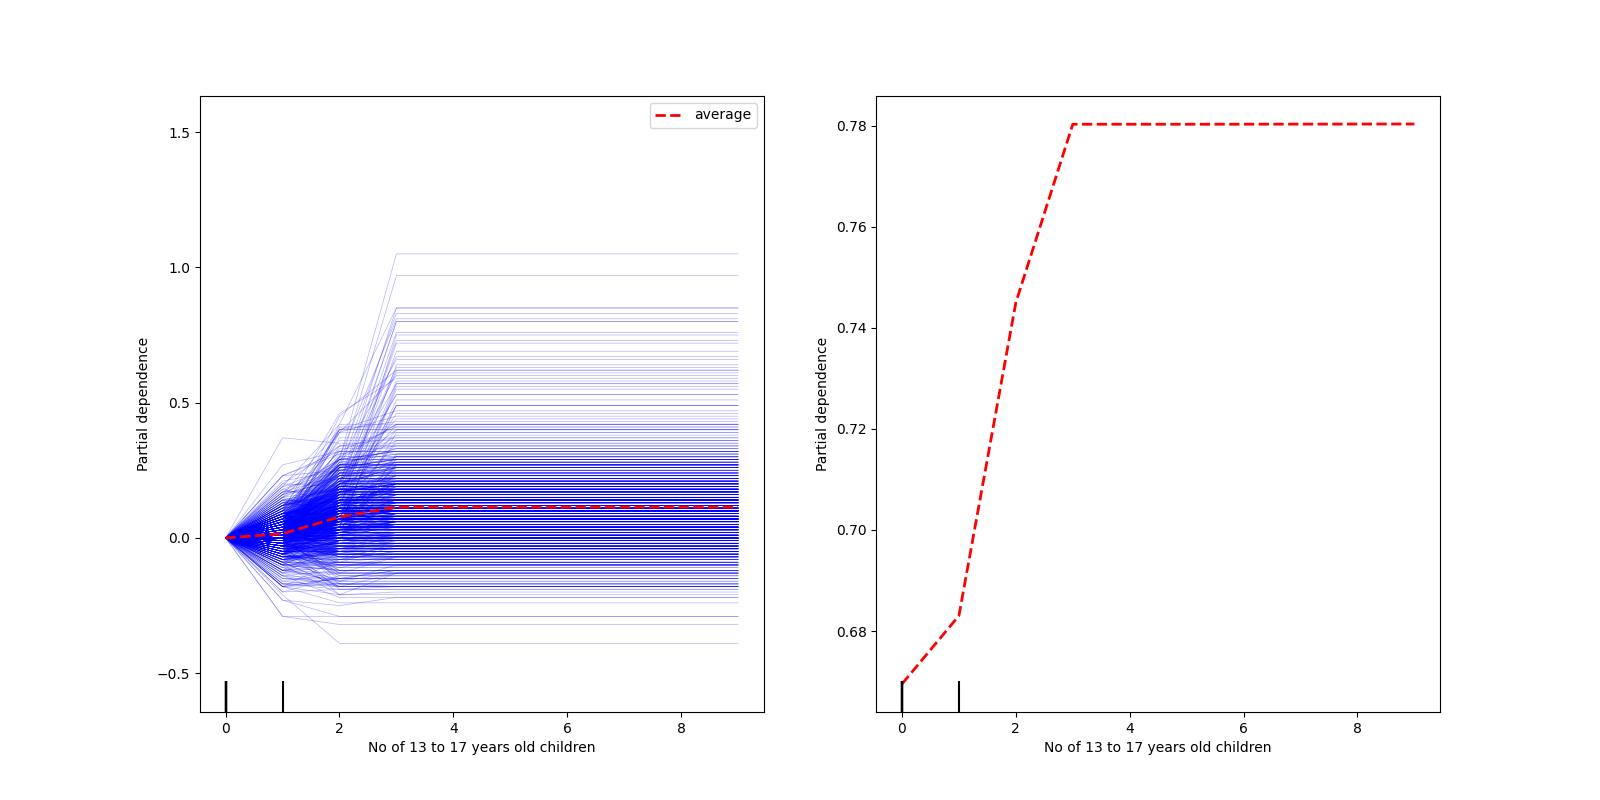 average
1.5
1.0
0.5
0.0
−0.5
Partial dependence
0 2 4 6 8
No of 13 to 17 years old children
0.78
0.76
0.74
0.72
0.70
0.68
Partial dependence
0 2 4 6 8
No of 13 to 17 years old children